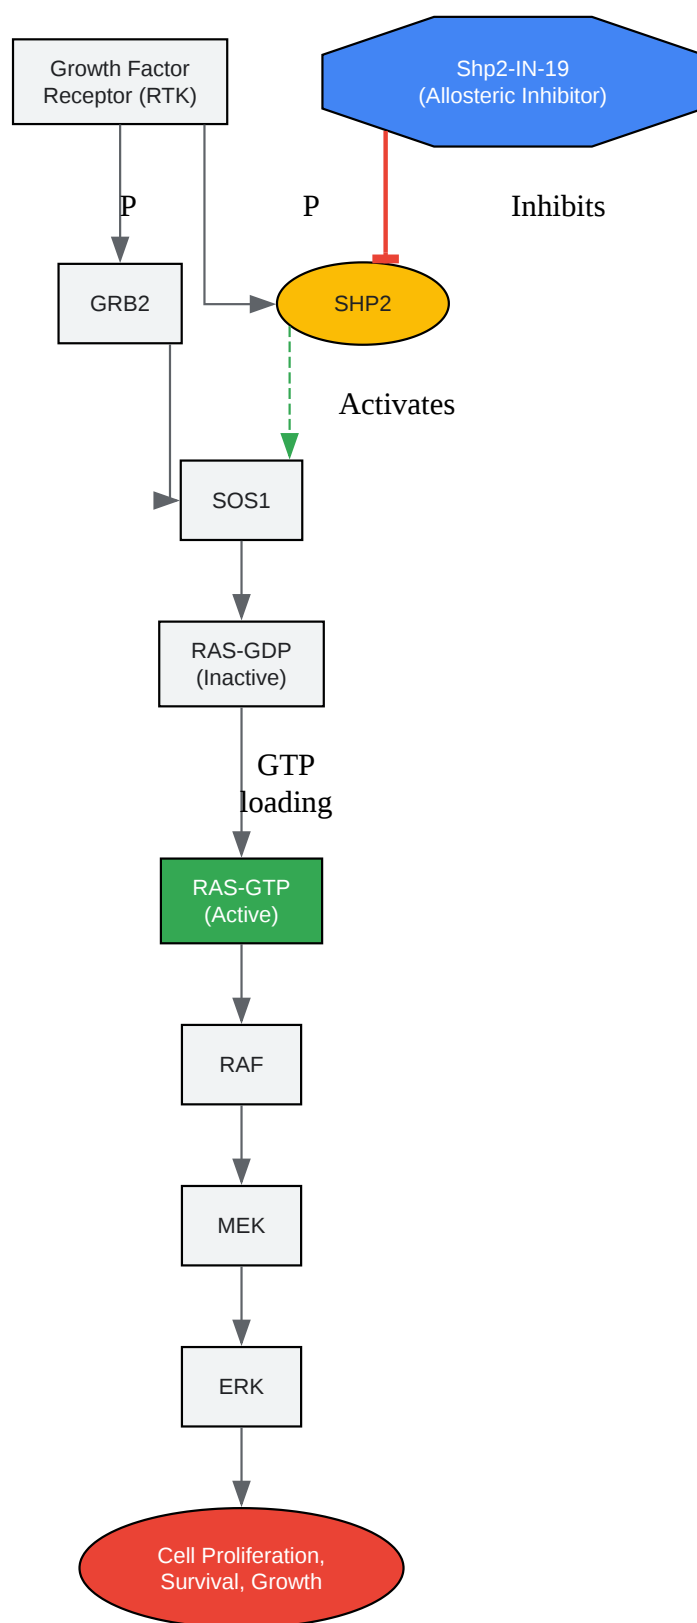 Growth Factor
Receptor (RTK)
Shp2-IN-19
(Allosteric Inhibitor)
P
P
Inhibits
GRB2
SHP2
Activates
SOS1
RAS-GDP
(Inactive)
GTP
loading
RAS-GTP
(Active)
RAF
MEK
ERK
Cell Proliferation,
Survival, Growth